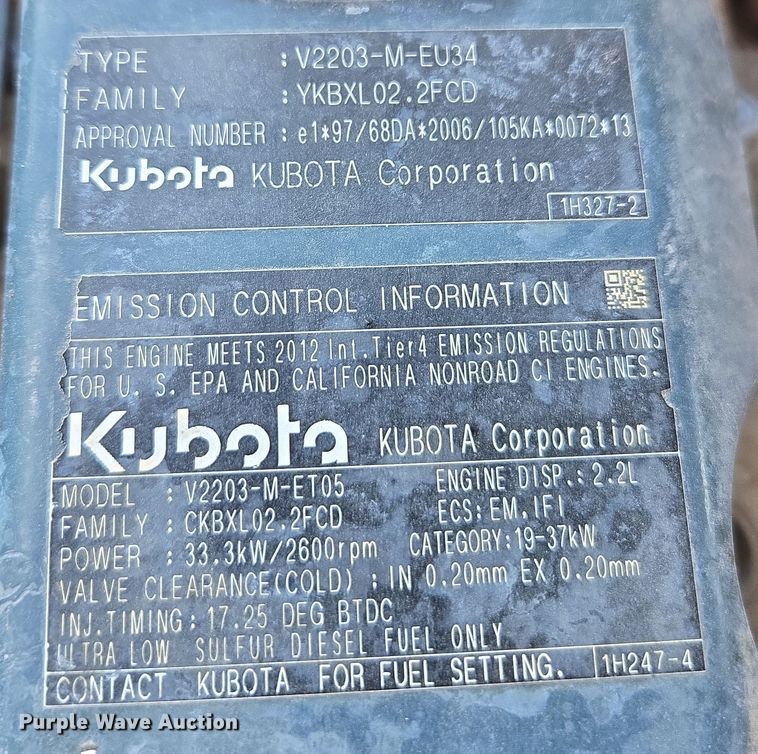 TYPE : V2203-M-EU34
FAMILY : YKBXL02.2FCD
APPROVAL NUMBER : e1*97/68DA*2006/105KA*0072*13
Kubota KUBOTA Corporation
1H327-2
EMISSION CONTROL INFORMATION
THIS ENGINE MEETS 2012 Int.Tier4 EMISSION REGULATIONS
FOR U. S. EPA AND CALIFORNIA NONROAD CI ENGINES.
Kubota KUBOTA Corporation
MODEL : V2203-M-ET05 ENGINE DISP.: 2.2L
FAMILY : CKBXL02.2FCD ECS: EM, IFI
POWER : 33.3kW/2600rpm CATEGORY:19-37kW
VALVE CLEARANCE(COLD) : IN 0.20mm EX 0.20mm
INJ.TIMING: 17.25 DEG BTDC
ULTRA LOW SULFUR DIESEL FUEL ONLY
CONTACT KUBOTA FOR FUEL SETTING. 1H247-4
Purple Wave Auction